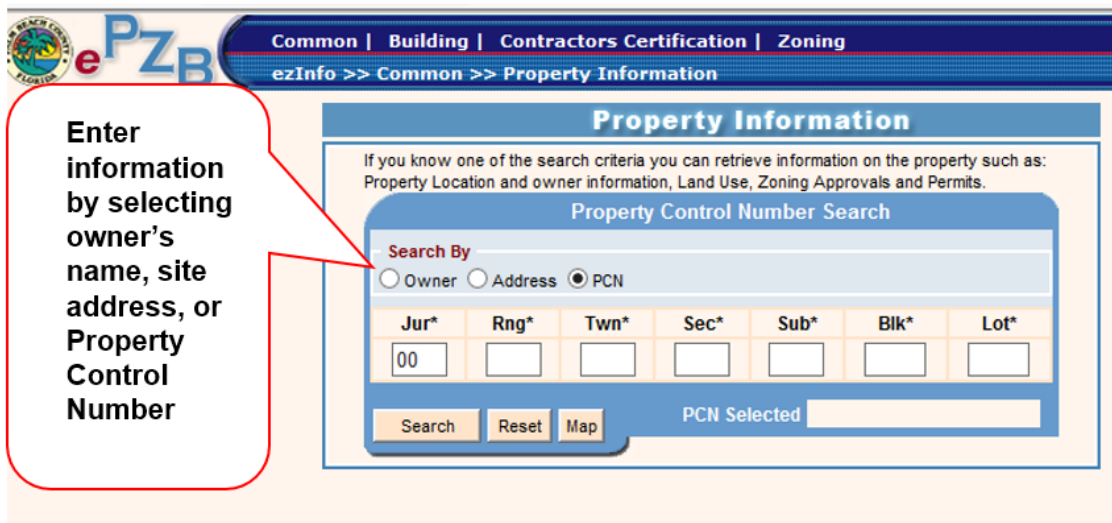 BEACH COUNTY
FLORIDA
ePZB
Common | Building | Contractors Certification | Zoning
ezInfo >> Common >> Property Information
Enter
information
by selecting
owner's
name, site
address, or
Property
Control
Number
Property Information
If you know one of the search criteria you can retrieve information on the property such as:
Property Location and owner information, Land Use, Zoning Approvals and Permits.
Property Control Number Search
Search By
Owner Address PCN
Jur* Rng* Twn* Sec* Sub* Blk* Lot*
00
Search Reset Map PCN Selected